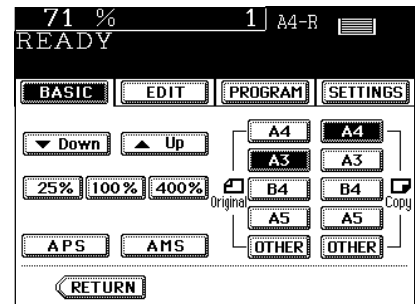 71 % 1 A4-R
READY
BASIC EDIT PROGRAM SETTINGS
A4 A4
Down Up
A3 A3
25% 100% 400%
B4 B4
Original Copy
A5 A5
APS AMS OTHER OTHER
RETURN